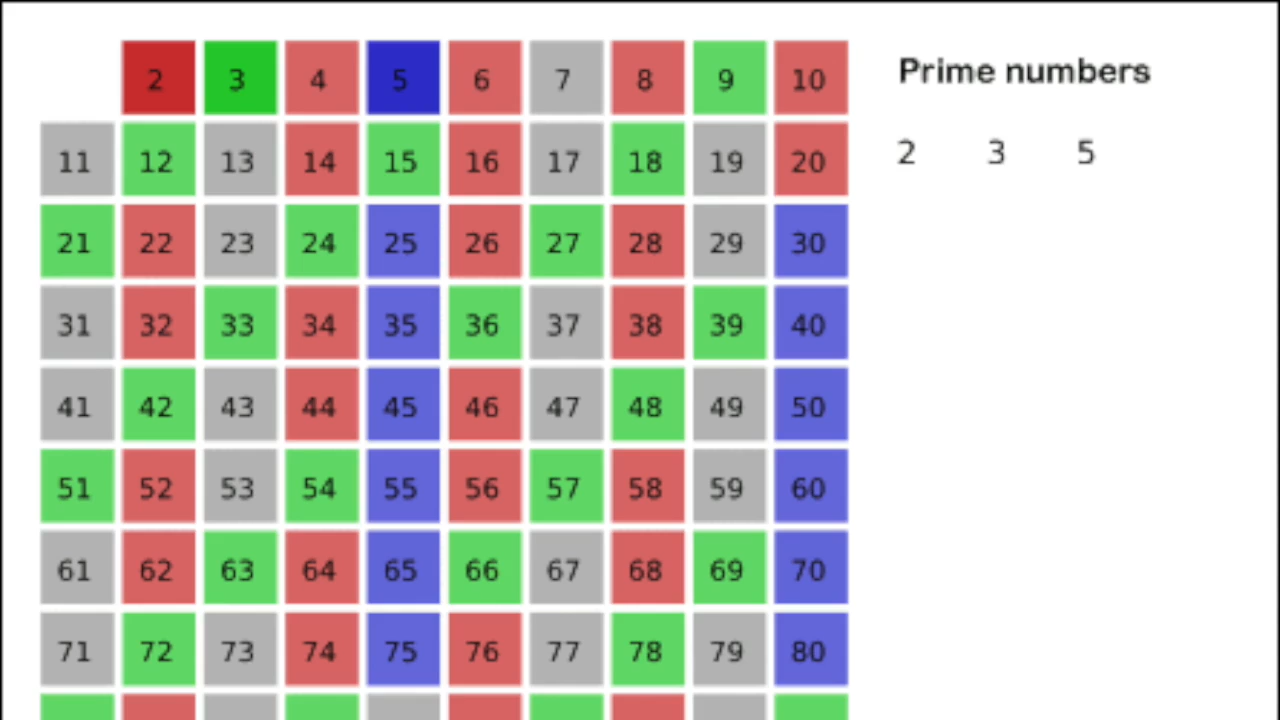 2 3 4 5 6 7 8 9 10
Prime numbers
11 12 13 14 15 16 17 18 19 20
2 3 5
21 22 23 24 25 26 27 28 29 30
31 32 33 34 35 36 37 38 39 40
41 42 43 44 45 46 47 48 49 50
51 52 53 54 55 56 57 58 59 60
61 62 63 64 65 66 67 68 69 70
71 72 73 74 75 76 77 78 79 80